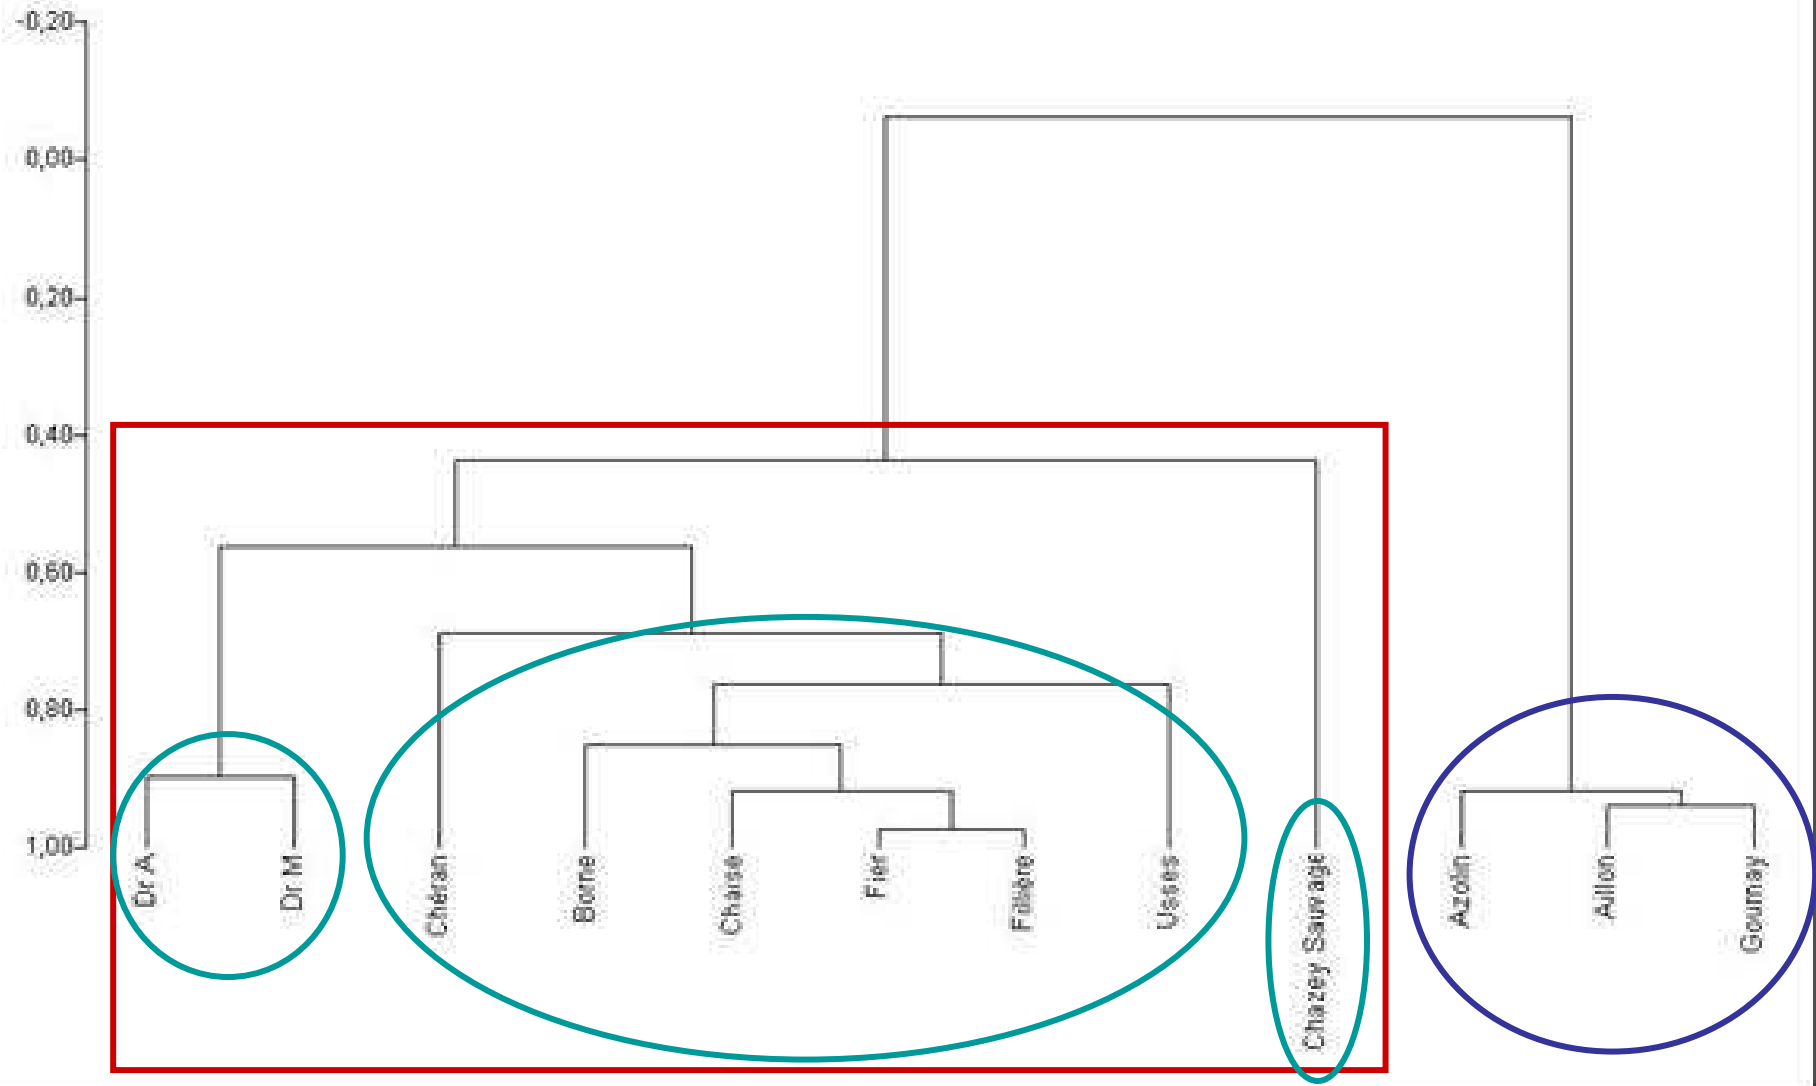 -0,20
0,00
0,20
0,40
0,60
0,80
1,00
Dr A
Dr M
Chéran
Borne
Chaise
Fier
Fillière
Usses
Chazey Sauvage
Azolin
Aillon
Gournay